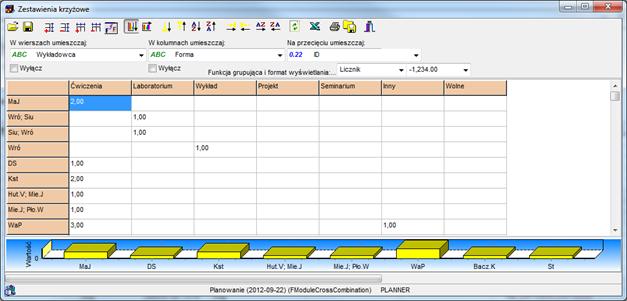 Zestawienia krzyżowe
W wierszach umieszczaj: W kolumnach umieszczaj: Na przecięciu umieszczaj:
ABC Wykładowca ABC Forma 0.22 ID
Wyłącz Wyłącz Funkcja grupująca i format wyświetlania:... Licznik -1,234.00
Ćwiczenia Laboratorium Wykład Projekt Seminarium Inny Wolne
MaJ 2,00
Wró; Siu 1,00
Siu; Wró 1,00
Wró 1,00
DS 1,00
Kst 2,00
Hut.V; Mie.J 1,00
Mie.J; Pło.W 1,00
WaP 3,00 1,00
Wartość
0
MaJ DS Kst Hut.V; Mie.J Mie.J; Pło.W WaP Bacz.K St
Planowanie (2012-09-22) (FModuleCrossCombination) PLANNER